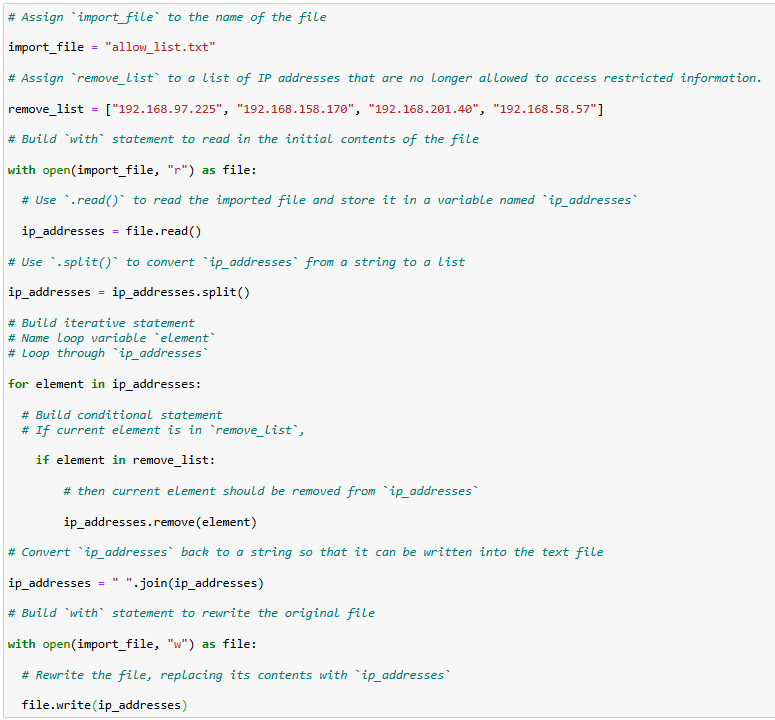 # Assign `import_file` to the name of the file
import_file = "allow_list.txt"
# Assign `remove_list` to a list of IP addresses that are no longer allowed to access restricted information.
remove_list = ["192.168.97.225", "192.168.158.170", "192.168.201.40", "192.168.58.57"]
# Build `with` statement to read in the initial contents of the file
with open(import_file, "r") as file:
  # Use `.read()` to read the imported file and store it in a variable named `ip_addresses`
  ip_addresses = file.read()
# Use `.split()` to convert `ip_addresses` from a string to a list
ip_addresses = ip_addresses.split()
# Build iterative statement
# Name loop variable `element`
# Loop through `ip_addresses`
for element in ip_addresses:
  # Build conditional statement
  # If current element is in `remove_list`,
    if element in remove_list:
        # then current element should be removed from `ip_addresses`
        ip_addresses.remove(element)
# Convert `ip_addresses` back to a string so that it can be written into the text file
ip_addresses = " ".join(ip_addresses)
# Build `with` statement to rewrite the original file
with open(import_file, "w") as file:
  # Rewrite the file, replacing its contents with `ip_addresses`
  file.write(ip_addresses)